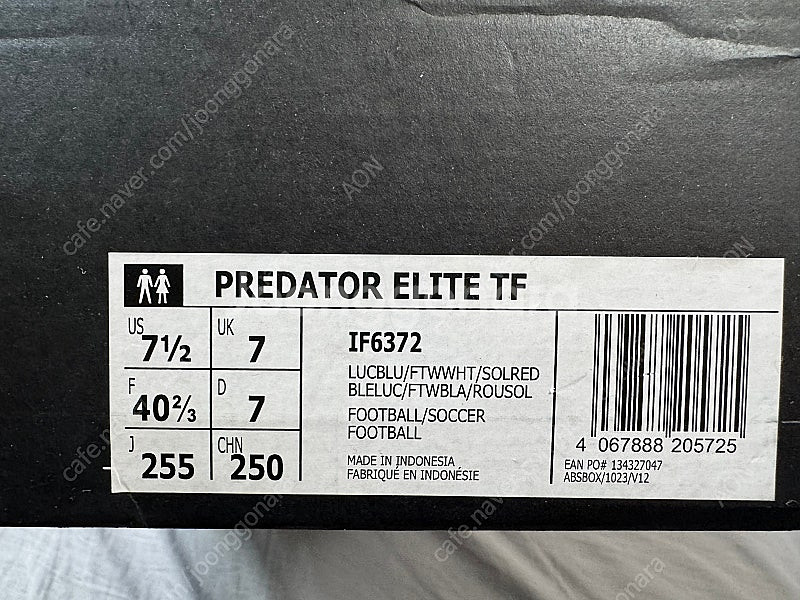 PREDATOR ELITE TF
US 7½ UK 7
F 40⅔ D 7
J 255 CHN 250
IF6372
LUCBLU/FTWWHT/SOLRED
BLELUC/FTWBLA/ROUSOL
FOOTBALL/SOCCER
FOOTBALL
MADE IN INDONESIA
FABRIQUÉ EN INDONÉSIE
4 067888 205725
EAN PO# 134327047
ABSBOX/1023/V12
cafe.naver.com/joonggonara
AON
cafe.naver.com/joonggonara
AON